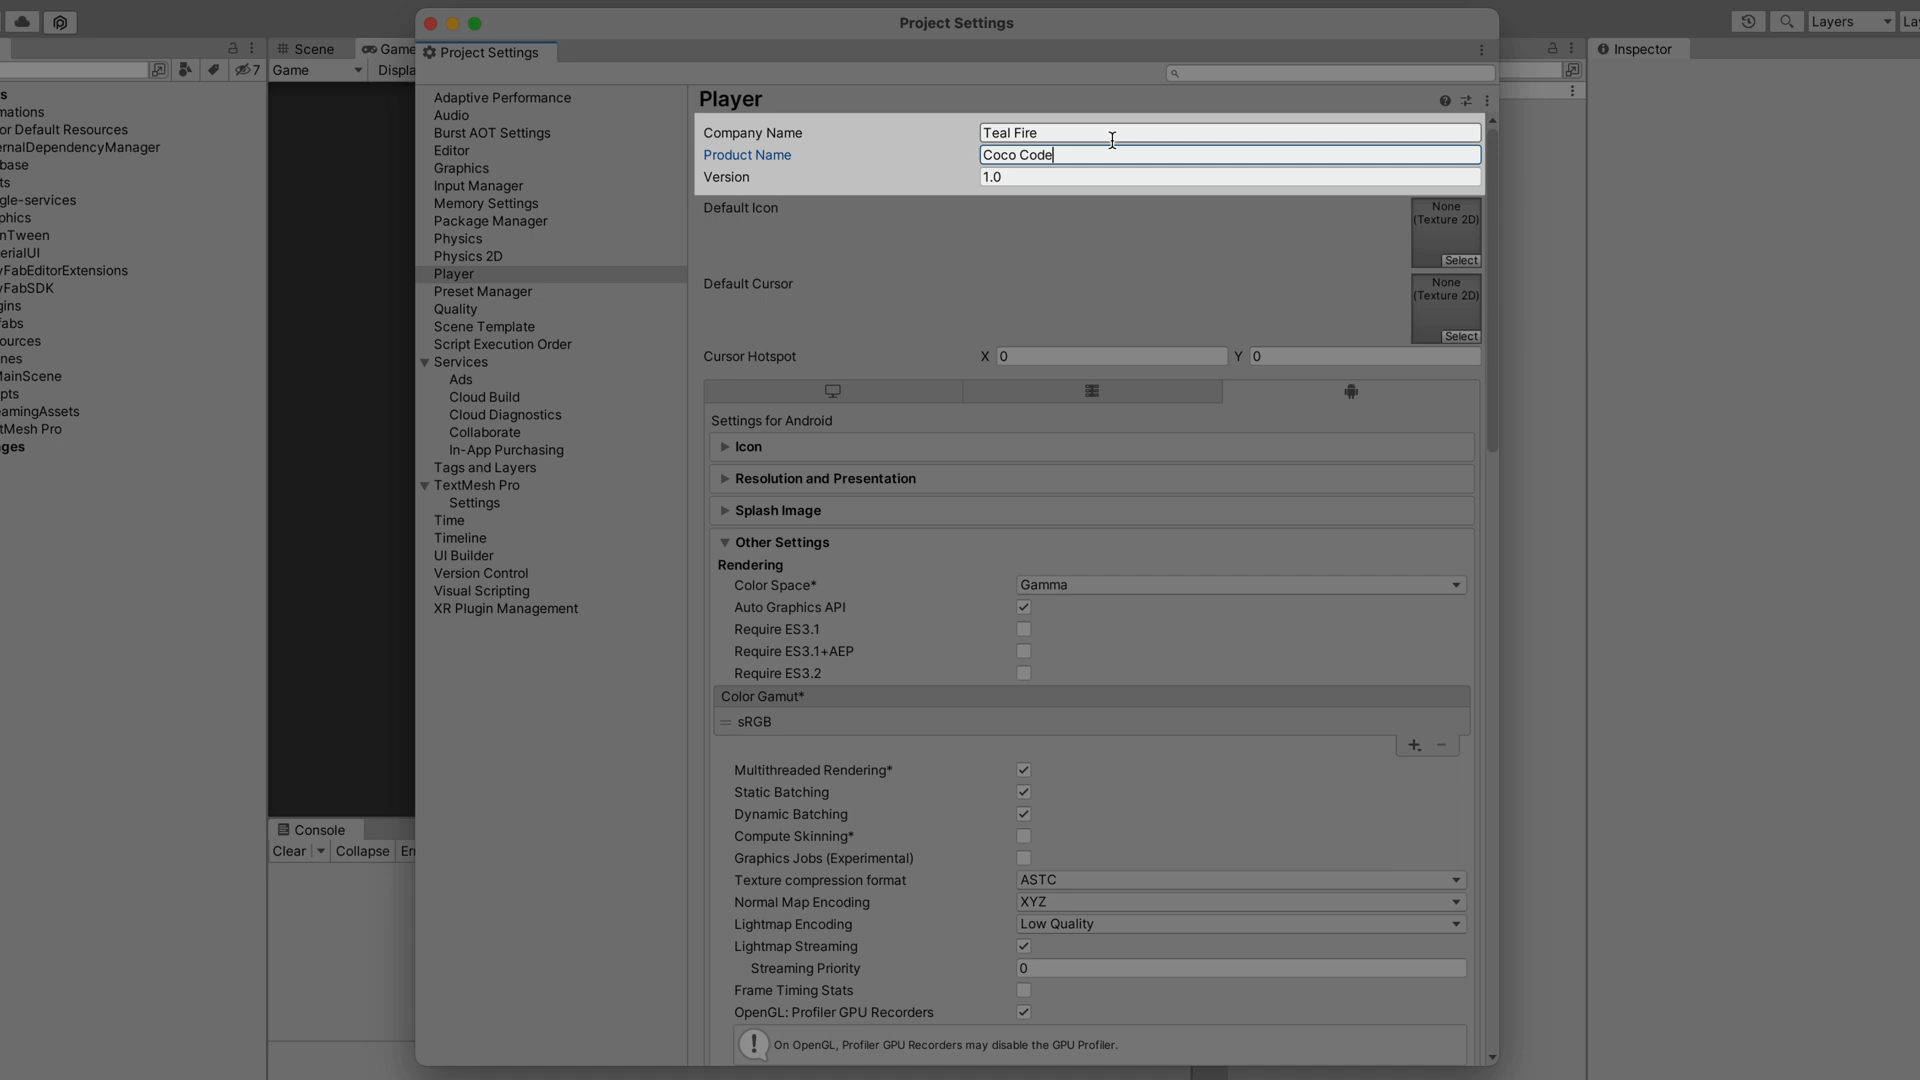 Project Settings
Layers
La
Scene
Game
Project Settings
Inspector
7
Game
Displa
Player
s
mations
or Default Resources
ernalDependencyManager
base
ts
gle-services
phics
nTween
erialUI
yFabEditorExtensions
yFabSDK
gins
fabs
ources
nes
MainScene
pts
eamingAssets
tMesh Pro
ges
Adaptive Performance
Audio
Burst AOT Settings
Editor
Graphics
Input Manager
Memory Settings
Package Manager
Physics
Physics 2D
Player
Preset Manager
Quality
Scene Template
Script Execution Order
Services
Ads
Cloud Build
Cloud Diagnostics
Collaborate
In-App Purchasing
Tags and Layers
TextMesh Pro
Settings
Time
Timeline
UI Builder
Version Control
Visual Scripting
XR Plugin Management
Company Name Teal Fire
Product Name Coco Code
Version 1.0
Default Icon
None
(Texture 2D)
Select
Default Cursor
None
(Texture 2D)
Select
Cursor Hotspot X 0 Y 0
Settings for Android
Icon
Resolution and Presentation
Splash Image
Other Settings
Rendering
Color Space* Gamma
Auto Graphics API
Require ES3.1
Require ES3.1+AEP
Require ES3.2
Color Gamut*
sRGB
Multithreaded Rendering*
Static Batching
Dynamic Batching
Compute Skinning*
Graphics Jobs (Experimental)
Texture compression format ASTC
Normal Map Encoding XYZ
Lightmap Encoding Low Quality
Lightmap Streaming
Streaming Priority 0
Frame Timing Stats
OpenGL: Profiler GPU Recorders
On OpenGL, Profiler GPU Recorders may disable the GPU Profiler.
Console
Clear Collapse Er